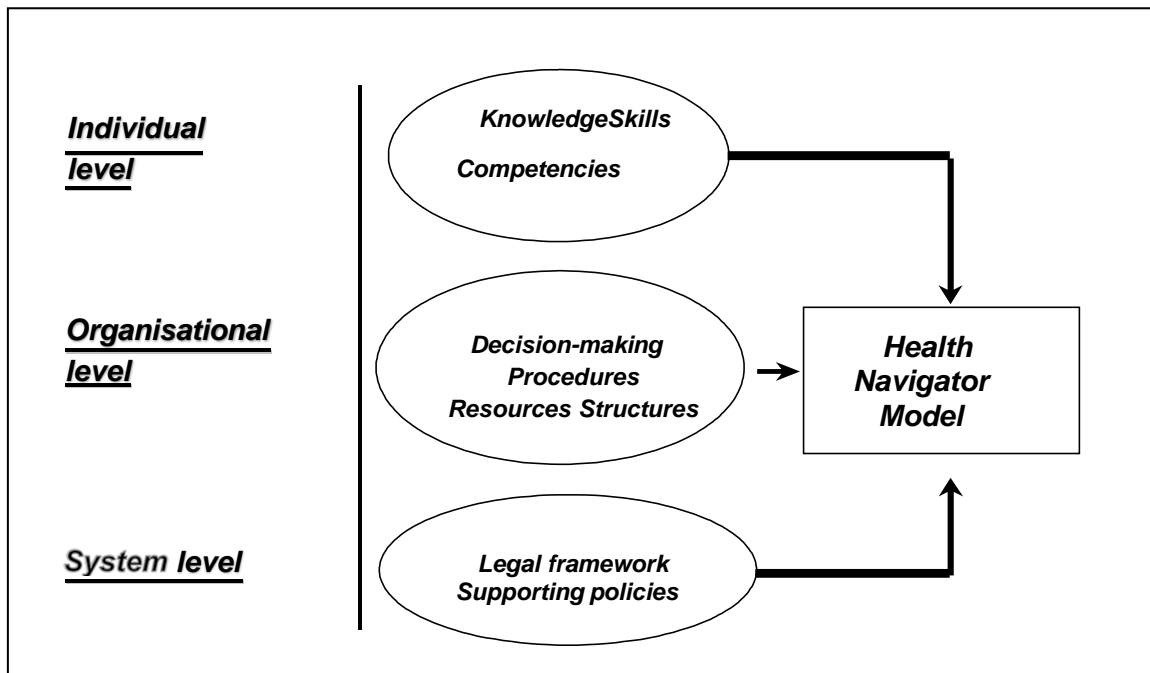 Individual
level
KnowledgeSkills
Competencies
Organisational
level
Decision-making
Procedures
Resources Structures
Health
Navigator
Model
System level
Legal framework
Supporting policies